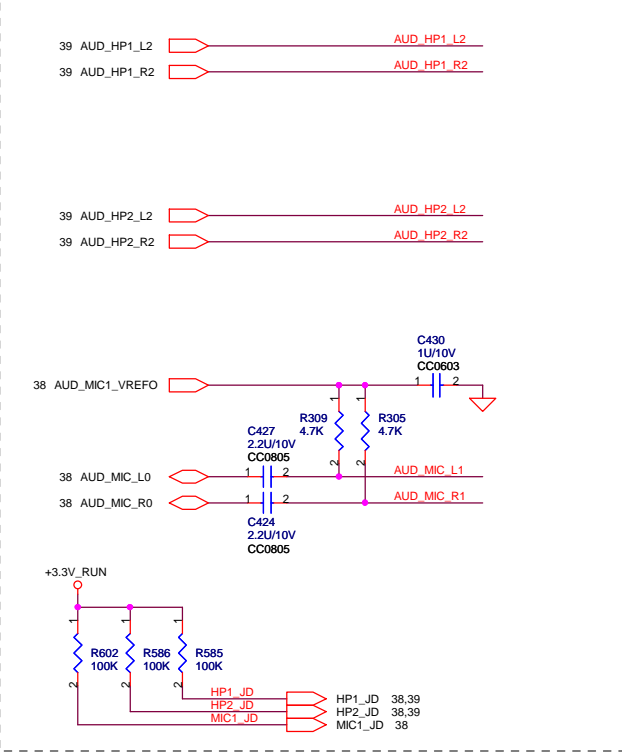 39 AUD_HP1_L2 AUD_HP1_L2
39 AUD_HP1_R2 AUD_HP1_R2
39 AUD_HP2_L2 AUD_HP2_L2
39 AUD_HP2_R2 AUD_HP2_R2
C430
1U/10V
CC0603
38 AUD_MIC1_VREFO 1 2
1 1
R309 R305
4.7K 4.7K
C427
2.2U/10V
CC0805
2 2
38 AUD_MIC_L0 1 2 AUD_MIC_L1
38 AUD_MIC_R0 1 2 AUD_MIC_R1
C424
2.2U/10V
CC0805
+3.3V_RUN
1 1 1
R602 R586 R585
100K 100K 100K
2 2 2
HP1_JD HP1_JD 38,39
HP2_JD HP2_JD 38,39
MIC1_JD MIC1_JD 38